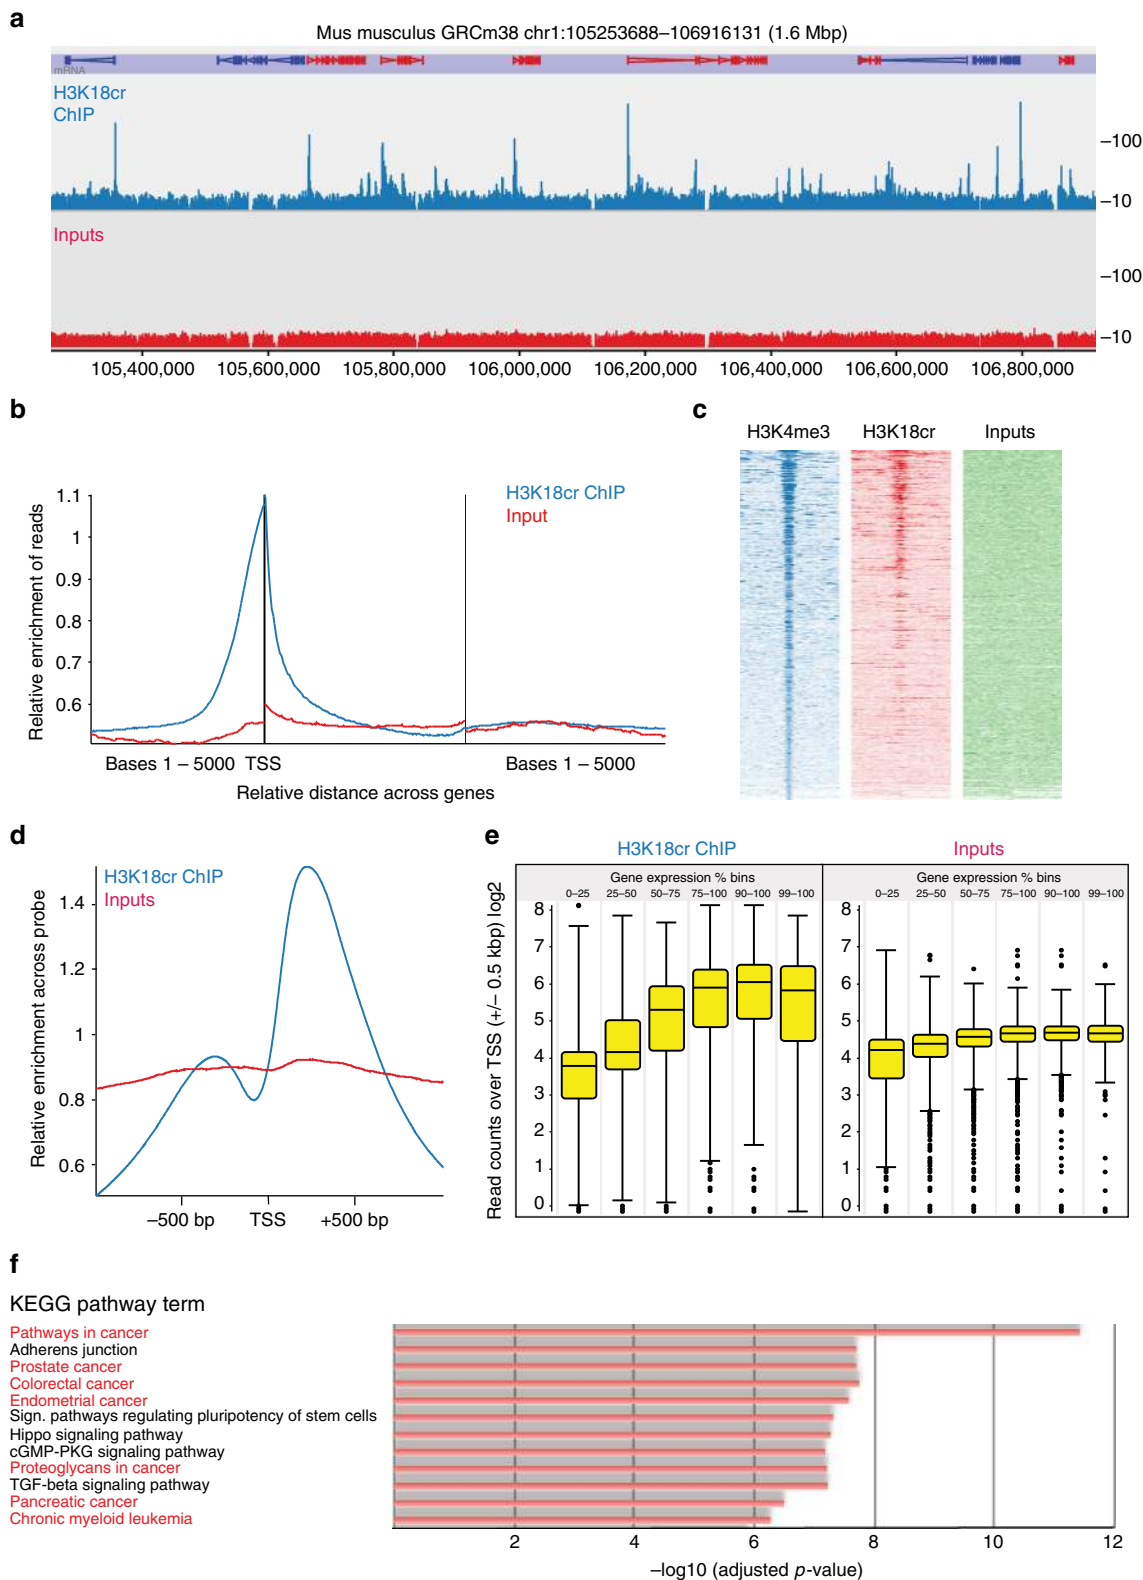 a
Mus musculus GRCm38 chr1:105253688–106916131 (1.6 Mbp)
mRNA
H3K18cr
ChIP
–100
–10
Inputs
–100
–10
105,400,000 105,600,000 105,800,000 106,000,000 106,200,000 106,400,000 106,600,000 106,800,000
b
Relative enrichment of reads
1.1
1
0.9
0.8
0.7
0.6
H3K18cr ChIP
Input
Bases 1 – 5000 TSS Bases 1 – 5000
Relative distance across genes
c
H3K4me3 H3K18cr Inputs
d
Relative enrichment across probe
H3K18cr ChIP
Inputs
1.4
1.2
1
0.8
0.6
–500 bp TSS +500 bp
e
H3K18cr ChIP Inputs
Gene expression % bins Gene expression % bins
0–25 25–50 50–75 75–100 90–100 99–100 0–25 25–50 50–75 75–100 90–100 99–100
Read counts over TSS (+/– 0.5 kbp) log2
8 8
7 7
6 6
5 5
4 4
3 3
2 2
1 1
0 0
f
KEGG pathway term
Pathways in cancer
Adherens junction
Prostate cancer
Colorectal cancer
Endometrial cancer
Sign. pathways regulating pluripotency of stem cells
Hippo signaling pathway
cGMP-PKG signaling pathway
Proteoglycans in cancer
TGF-beta signaling pathway
Pancreatic cancer
Chronic myeloid leukemia
2 4 6 8 10 12
–log10 (adjusted p-value)